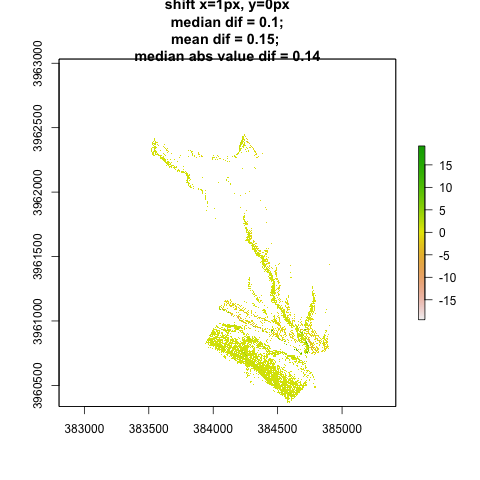 shift x=1px, y=0px
median dif = 0.1;
mean dif = 0.15;
median abs value dif = 0.14
3963000
3962500
3962000
3961500
3961000
3960500
383000 383500 384000 384500 385000
15
10
5
0
-5
-10
-15